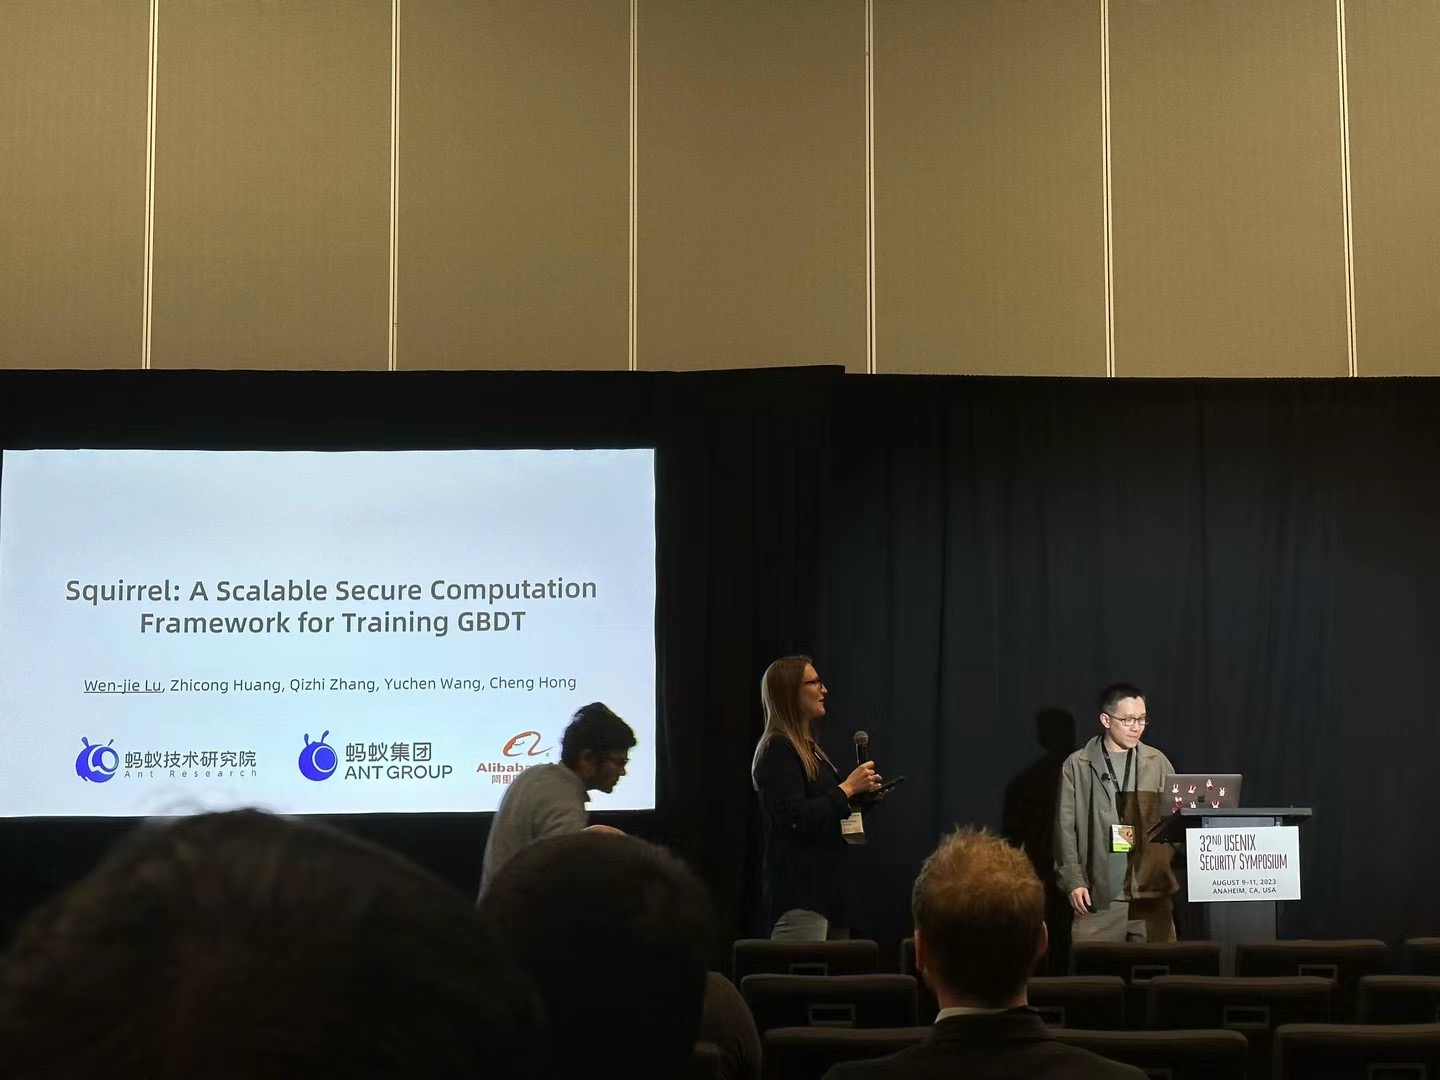 Squirrel: A Scalable Secure Computation
Framework for Training GBDT
Wen-jie Lu, Zhicong Huang, Qizhi Zhang, Yuchen Wang, Cheng Hong
蚂蚁技术研究院
Ant Research
蚂蚁集团
ANT GROUP
32ND USENIX
SECURITY SYMPOSIUM
AUGUST 9–11, 2023
ANAHEIM, CA, USA